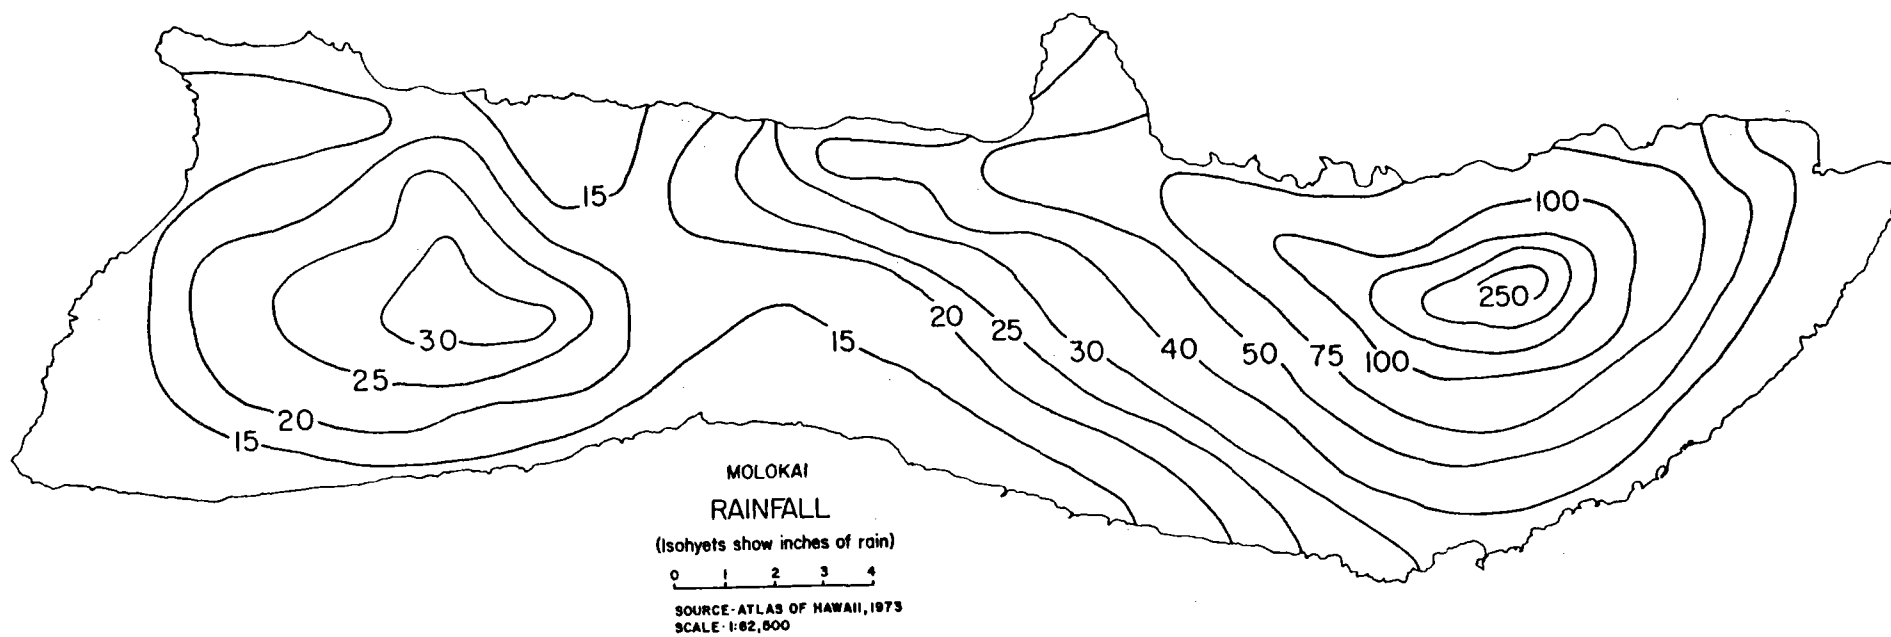 15
100
250
30
20
25
15
30
40
50
75
100
25
20
15
MOLOKAI
RAINFALL
(Isohyets show inches of rain)
0 1 2 3 4
SOURCE-ATLAS OF HAWAII, 1973
SCALE-1:62,500